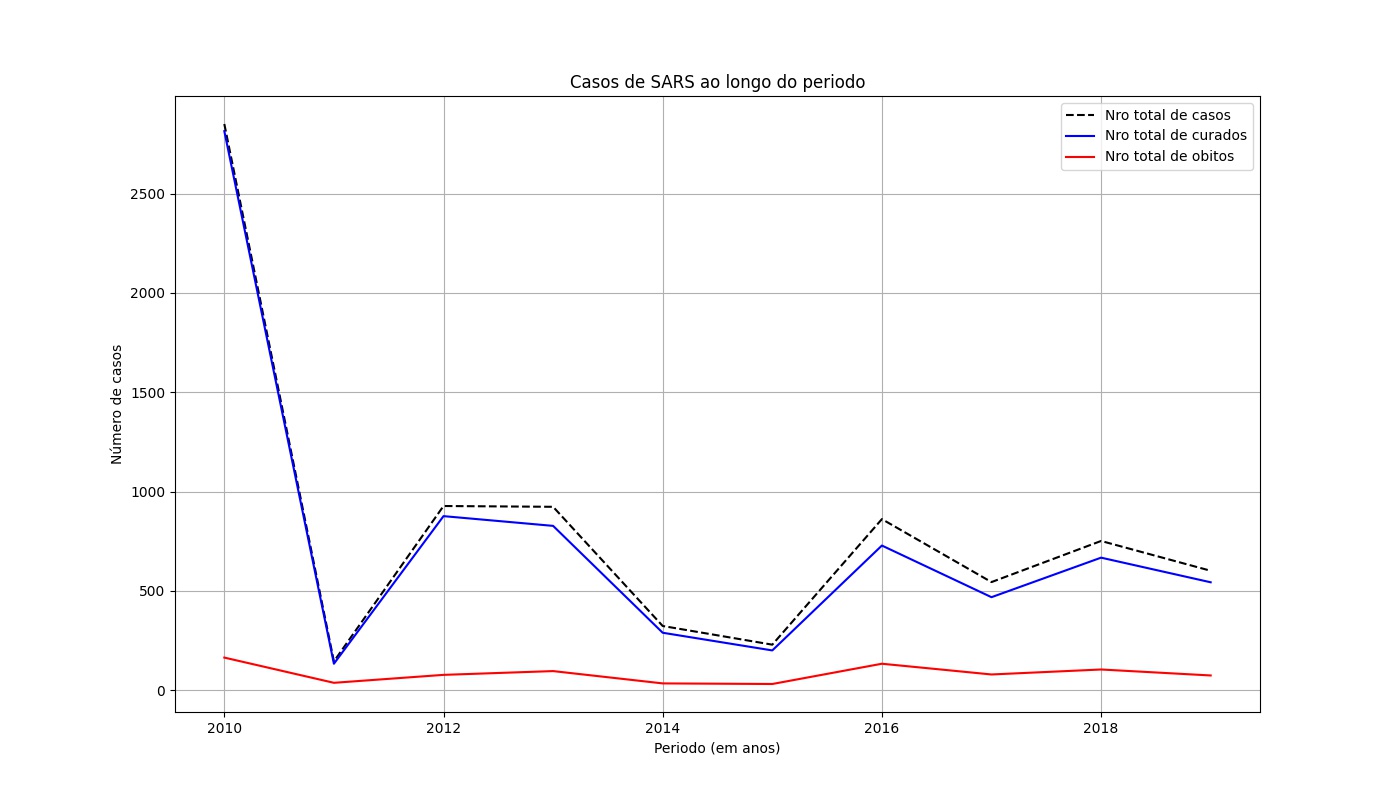 Casos de SARS ao longo do periodo
Nro total de casos
Nro total de curados
Nro total de obitos
Número de casos
2500
2000
1500
1000
500
0
2010 2012 2014 2016 2018
Periodo (em anos)